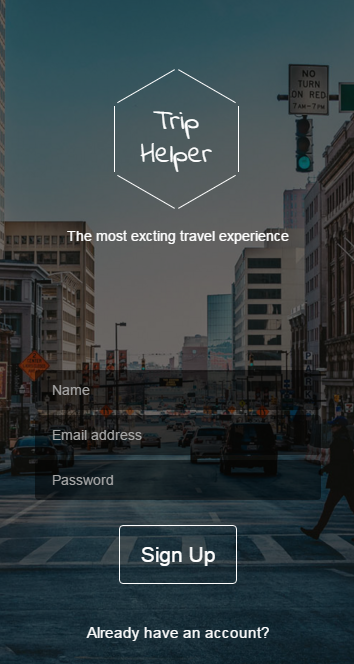 NO
TURN
ON RED
7AM-7PM
Trip
Helper
The most excting travel experience
Name
Email address
Password
Sign Up
Already have an account?